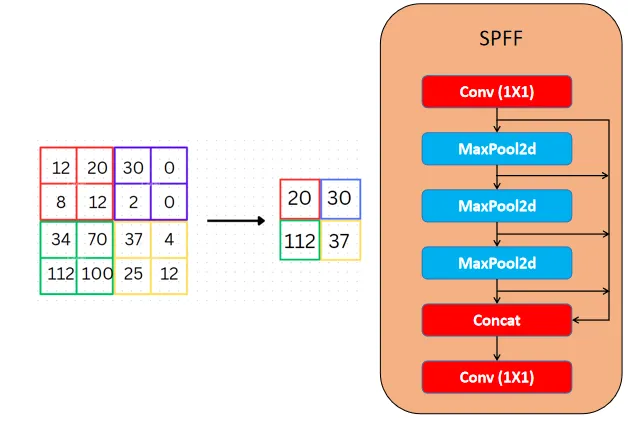 12 20 30 0
8 12 2 0
34 70 37 4
112 100 25 12
20 30
112 37
SPFF
Conv (1X1)
MaxPool2d
MaxPool2d
MaxPool2d
Concat
Conv (1X1)